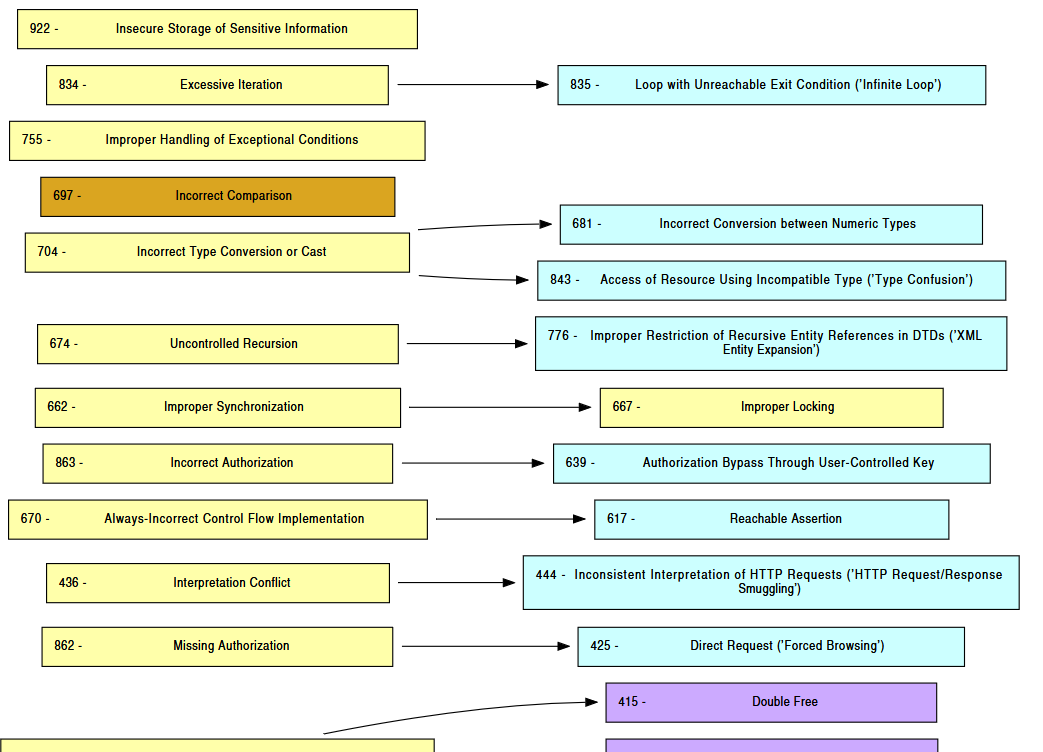 922 - Insecure Storage of Sensitive Information
834 - Excessive Iteration
835 - Loop with Unreachable Exit Condition ('Infinite Loop')
755 - Improper Handling of Exceptional Conditions
697 - Incorrect Comparison
681 - Incorrect Conversion between Numeric Types
704 - Incorrect Type Conversion or Cast
843 - Access of Resource Using Incompatible Type ('Type Confusion')
674 - Uncontrolled Recursion
776 - Improper Restriction of Recursive Entity References in DTDs ('XML
Entity Expansion')
662 - Improper Synchronization
667 - Improper Locking
863 - Incorrect Authorization
639 - Authorization Bypass Through User-Controlled Key
670 - Always-Incorrect Control Flow Implementation
617 - Reachable Assertion
436 - Interpretation Conflict
444 - Inconsistent Interpretation of HTTP Requests ('HTTP Request/Response
Smuggling')
862 - Missing Authorization
425 - Direct Request ('Forced Browsing')
415 - Double Free